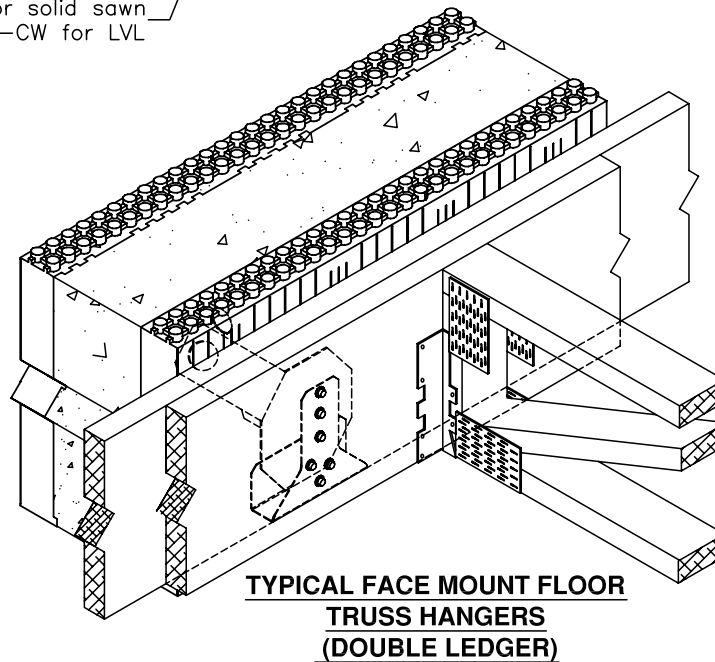 or solid sawn
-CW for LVL
TYPICAL FACE MOUNT FLOOR
TRUSS HANGERS
(DOUBLE LEDGER)